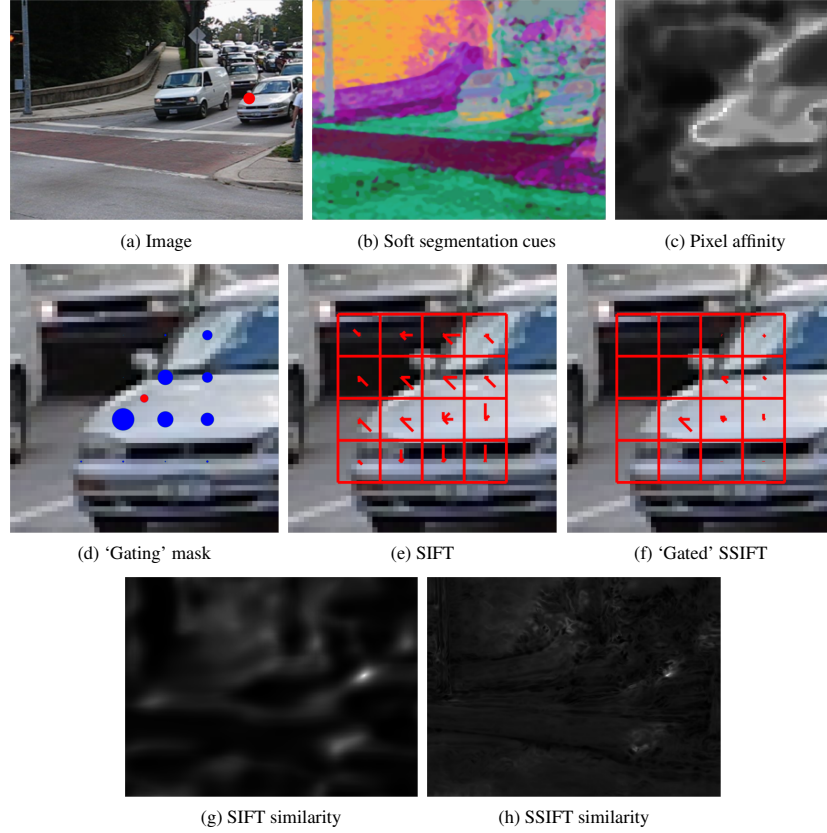 (a) Image
(b) Soft segmentation cues
(c) Pixel affinity
(d) ‘Gating’ mask
(e) SIFT
(f) ‘Gated’ SSIFT
(g) SIFT similarity
(h) SSIFT similarity